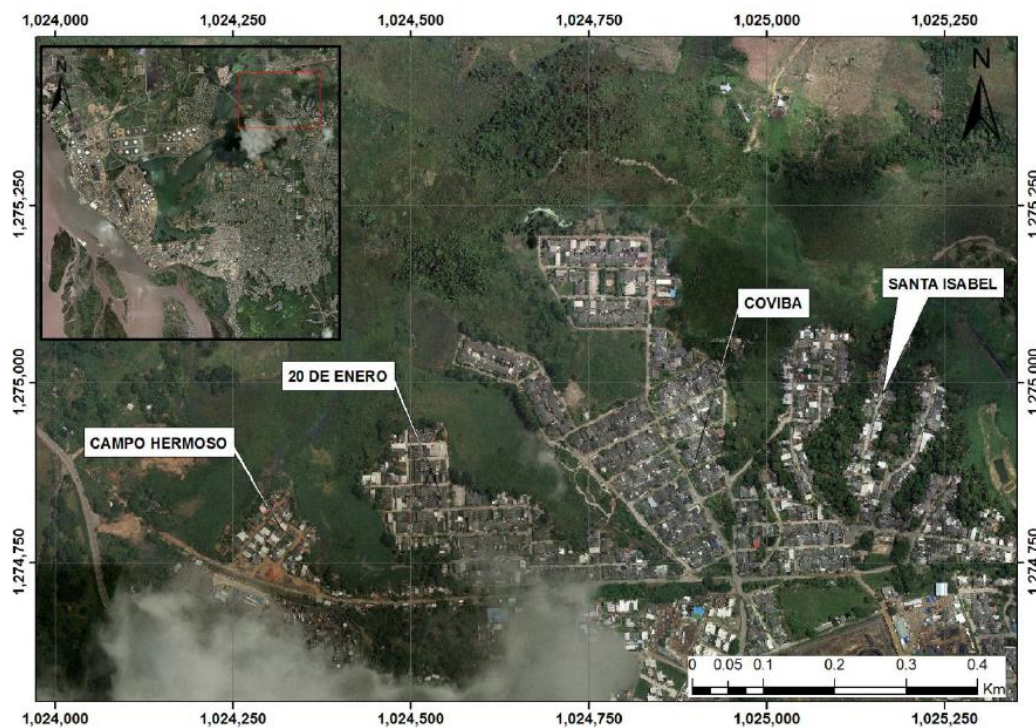 1,024,000 1,024,250 1,024,500 1,024,750 1,025,000 1,025,250
N
N
1,275,250
1,275,250
SANTA ISABEL
COVIBA
20 DE ENERO
1,275,000
1,275,000
CAMPO HERMOSO
1,274,750
1,274,750
0 0.05 0.1 0.2 0.3 0.4
Km
1,024,000 1,024,250 1,024,500 1,024,750 1,025,000 1,025,250